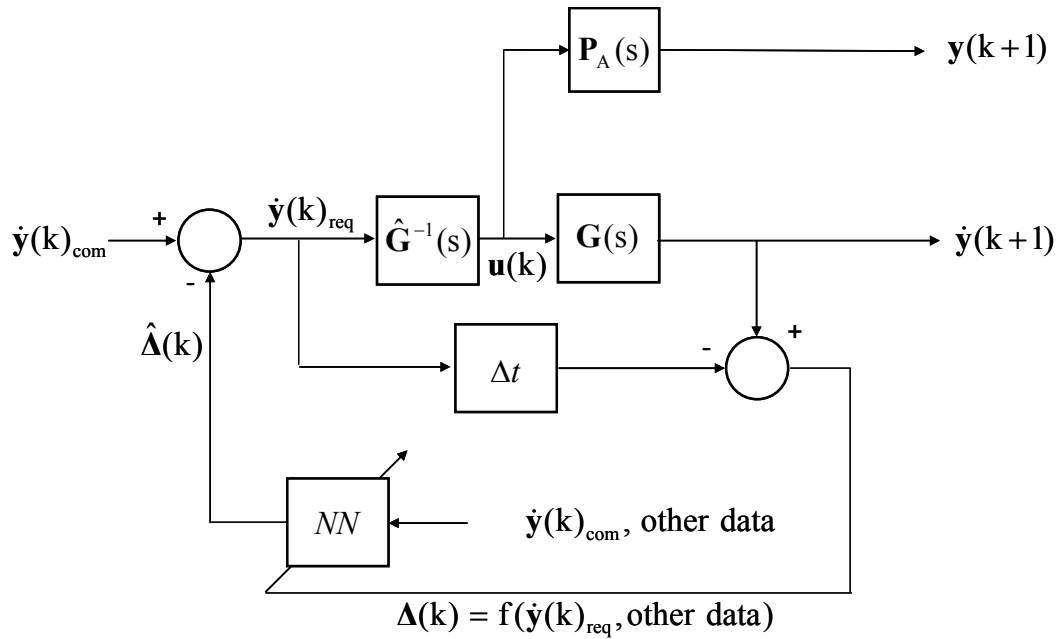 P_A(s)
y(k+1)
+
ẏ(k)_com
-
ẏ(k)_req
Ĝ⁻¹(s)
u(k)
G(s)
ẏ(k+1)
Δ̂(k)
Δt
-
+
NN
ẏ(k)_com, other data
Δ(k) = f(ẏ(k)_req, other data)